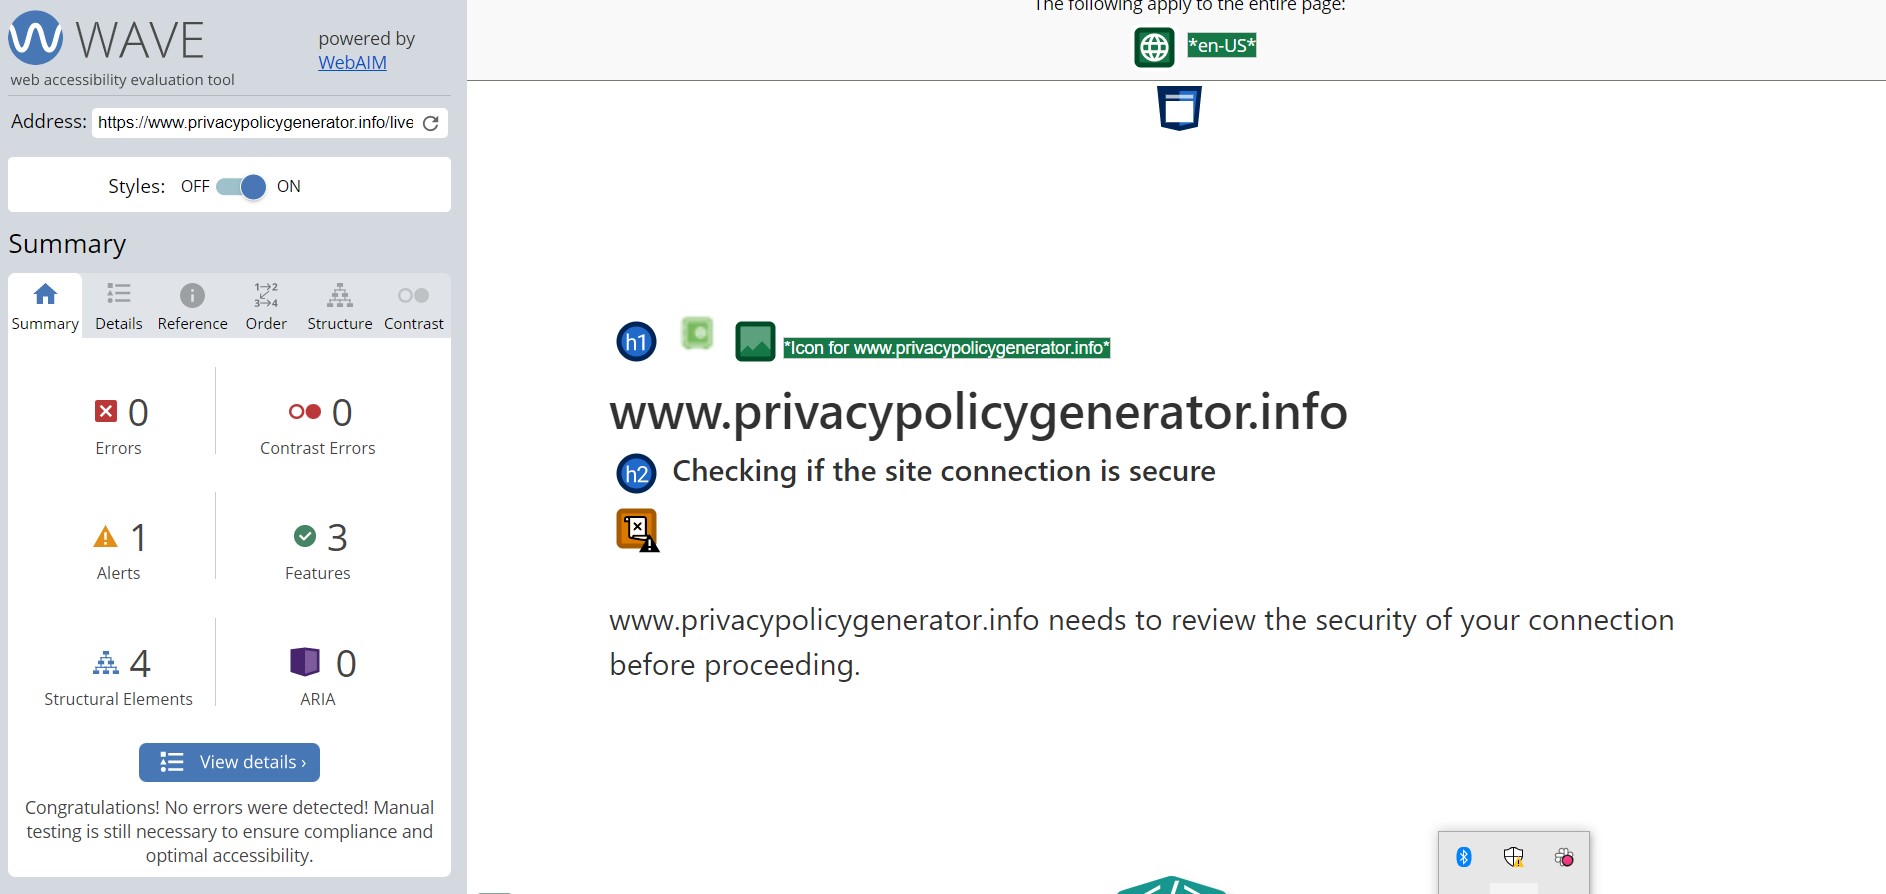 WAVE
powered by
WebAIM
web accessibility evaluation tool
Address: https://www.privacypolicygenerator.info/live
Styles: OFF ON
Summary
1→2
3→4
Summary Details Reference Order Structure Contrast
0 0
Errors Contrast Errors
1 3
Alerts Features
4 0
Structural Elements ARIA
View details ›
Congratulations! No errors were detected! Manual
testing is still necessary to ensure compliance and
optimal accessibility.
The following apply to the entire page:
*en-US*
h1 *Icon for www.privacypolicygenerator.info*
www.privacypolicygenerator.info
h2 Checking if the site connection is secure
www.privacypolicygenerator.info needs to review the security of your connection
before proceeding.